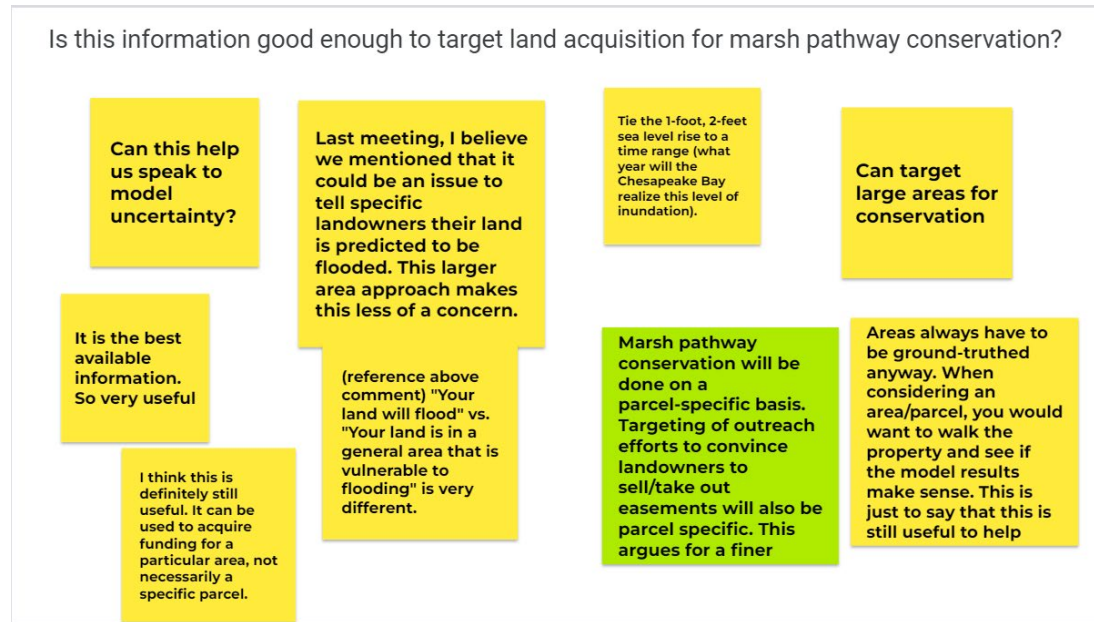 Is this information good enough to target land acquisition for marsh pathway conservation?
Can this help
us speak to
model
uncertainty?
Last meeting, I believe
we mentioned that it
could be an issue to
tell specific
landowners their land
is predicted to be
flooded. This larger
area approach makes
this less of a concern.
Tie the 1-foot, 2-feet
sea level rise to a
time range (what
year will the
Chesapeake Bay
realize this level of
inundation).
Can target
large areas for
conservation
It is the best
available
information.
So very useful
(reference above
comment) "Your
land will flood" vs.
"Your land is in a
general area that is
vulnerable to
flooding" is very
different.
Marsh pathway
conservation will be
done on a
parcel-specific basis.
Targeting of outreach
efforts to convince
landowners to
sell/take out
easements will also be
parcel specific. This
argues for a finer
Areas always have to
be ground-truthed
anyway. When
considering an
area/parcel, you would
want to walk the
property and see if
the model results
make sense. This is
just to say that this is
still useful to help
I think this is
definitely still
useful. It can be
used to acquire
funding for a
particular area, not
necessarily a
specific parcel.